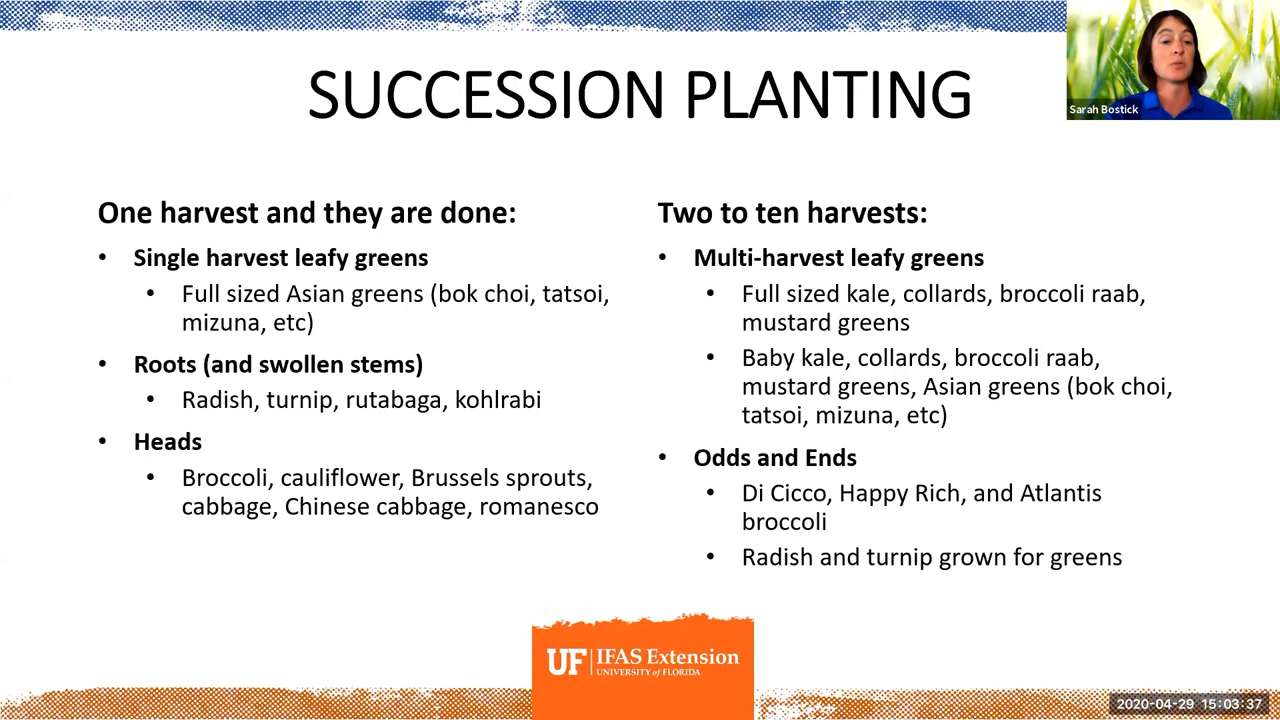 SUCCESSION PLANTING
Sarah Bostick
One harvest and they are done:
• Single harvest leafy greens
• Full sized Asian greens (bok choi, tatsoi,
mizuna, etc)
• Roots (and swollen stems)
• Radish, turnip, rutabaga, kohlrabi
• Heads
• Broccoli, cauliflower, Brussels sprouts,
cabbage, Chinese cabbage, romanesco
Two to ten harvests:
• Multi-harvest leafy greens
• Full sized kale, collards, broccoli raab,
mustard greens
• Baby kale, collards, broccoli raab,
mustard greens, Asian greens (bok choi,
tatsoi, mizuna, etc)
• Odds and Ends
• Di Cicco, Happy Rich, and Atlantis
broccoli
• Radish and turnip grown for greens
UF | IFAS Extension
UNIVERSITY of FLORIDA
2020-04-29 15:03:37